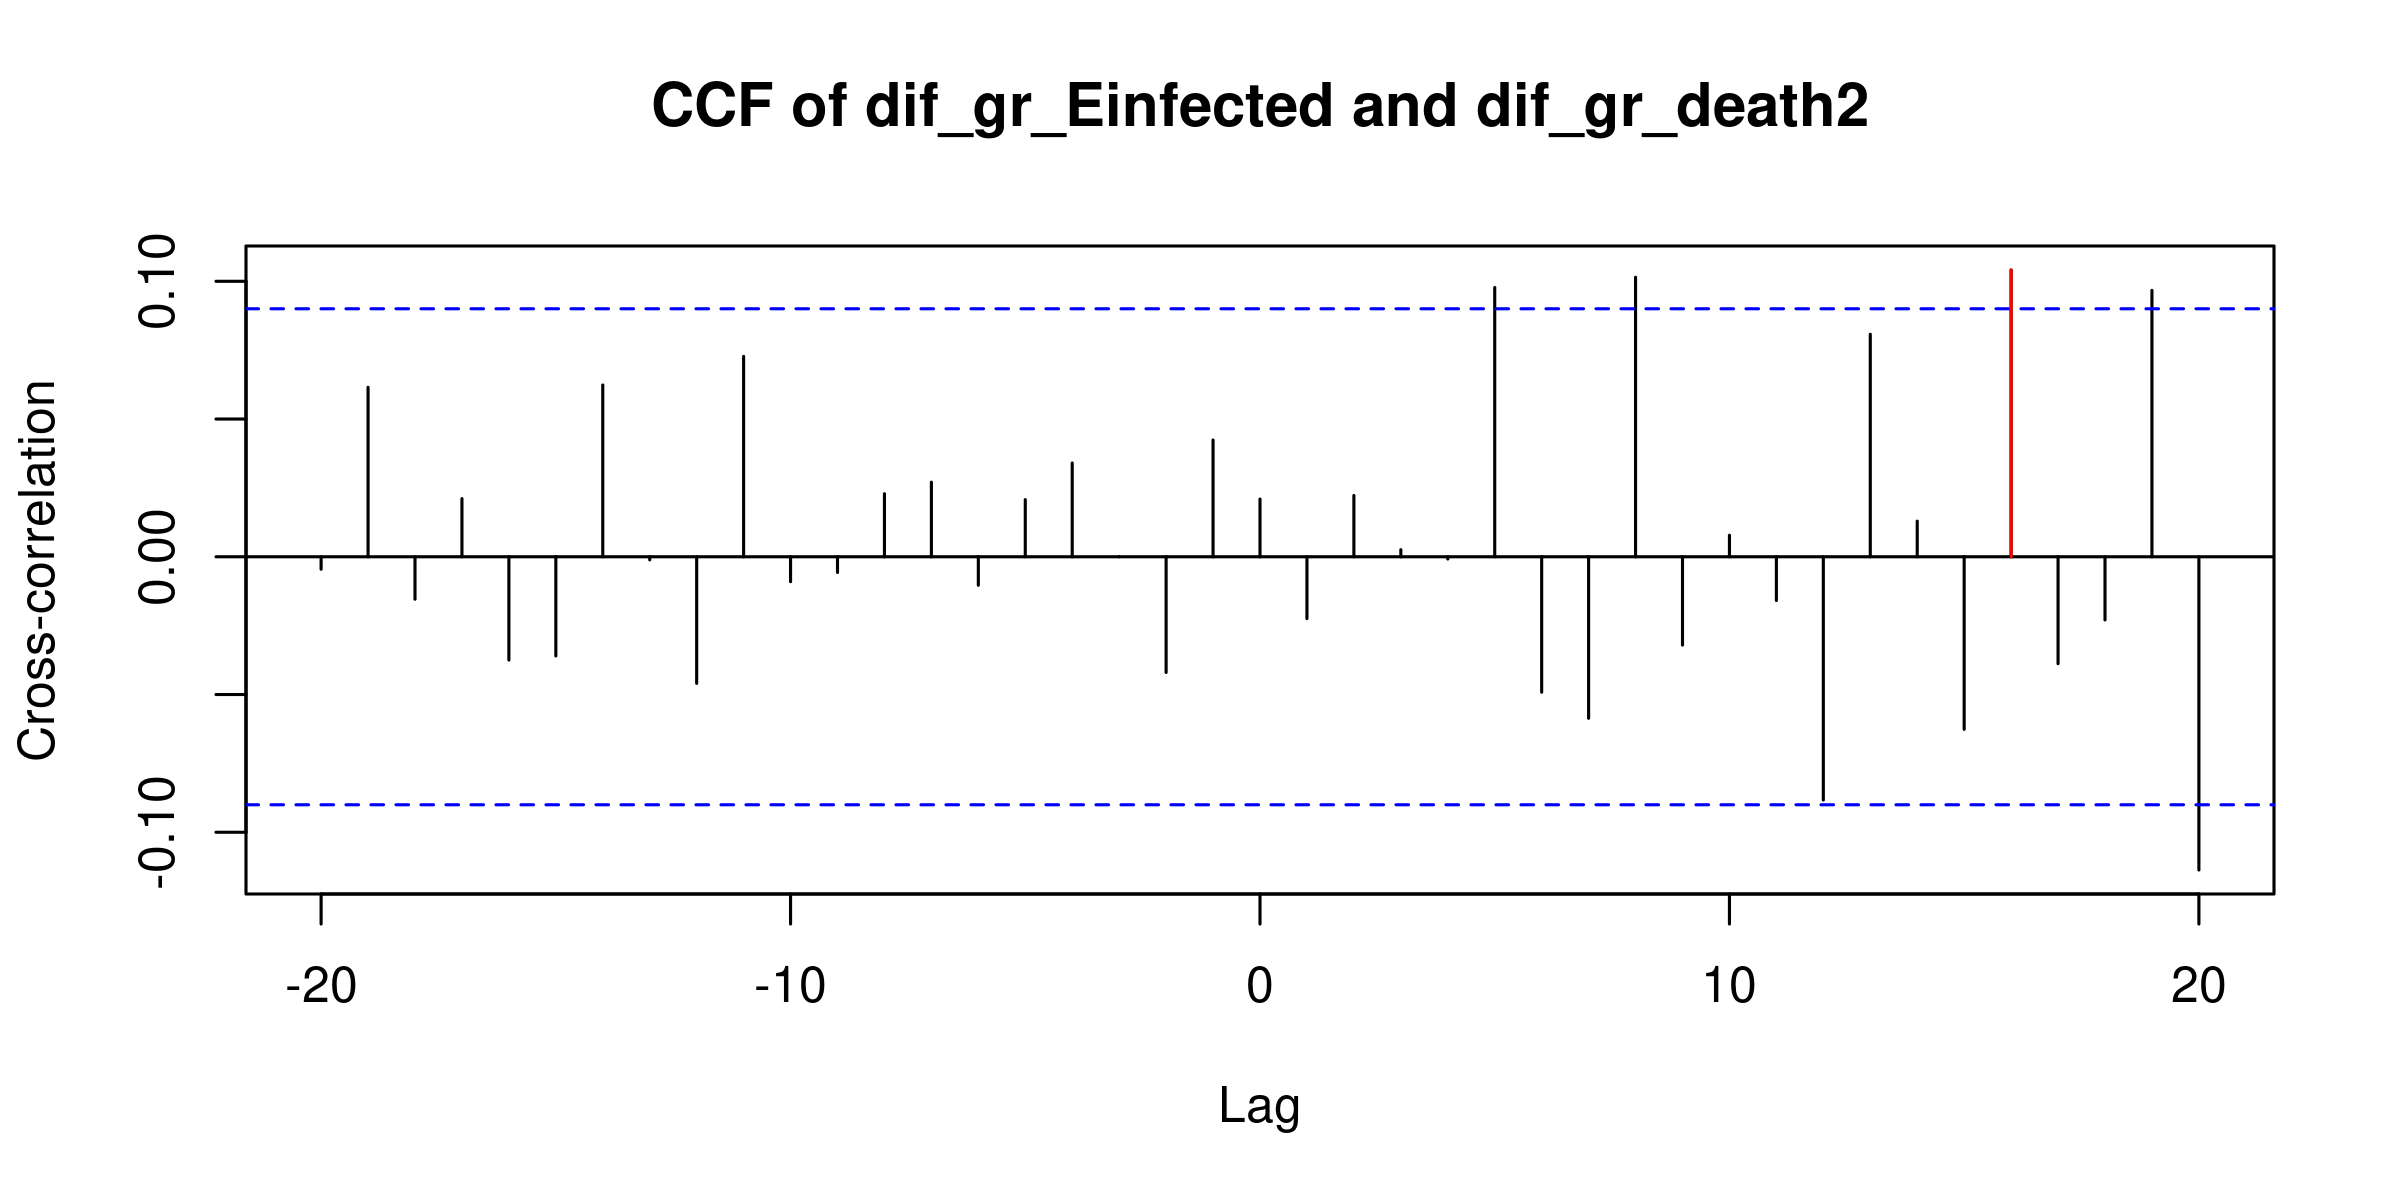 CCF of dif_gr_Einfected and dif_gr_death2
Cross-correlation
0.10
0.00
-0.10
-20 -10 0 10 20
Lag